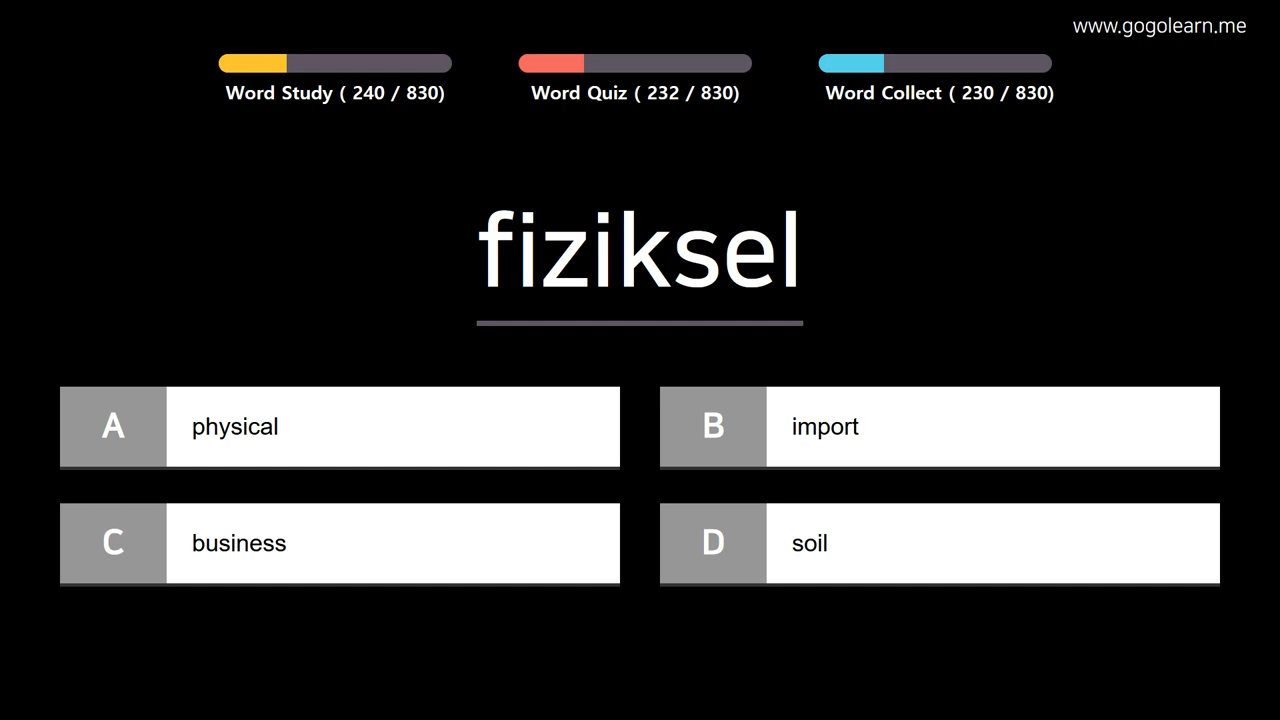 www.gogolearn.me
Word Study ( 240 / 830)
Word Quiz ( 232 / 830)
Word Collect ( 230 / 830)
fiziksel
A physical
B import
C business
D soil